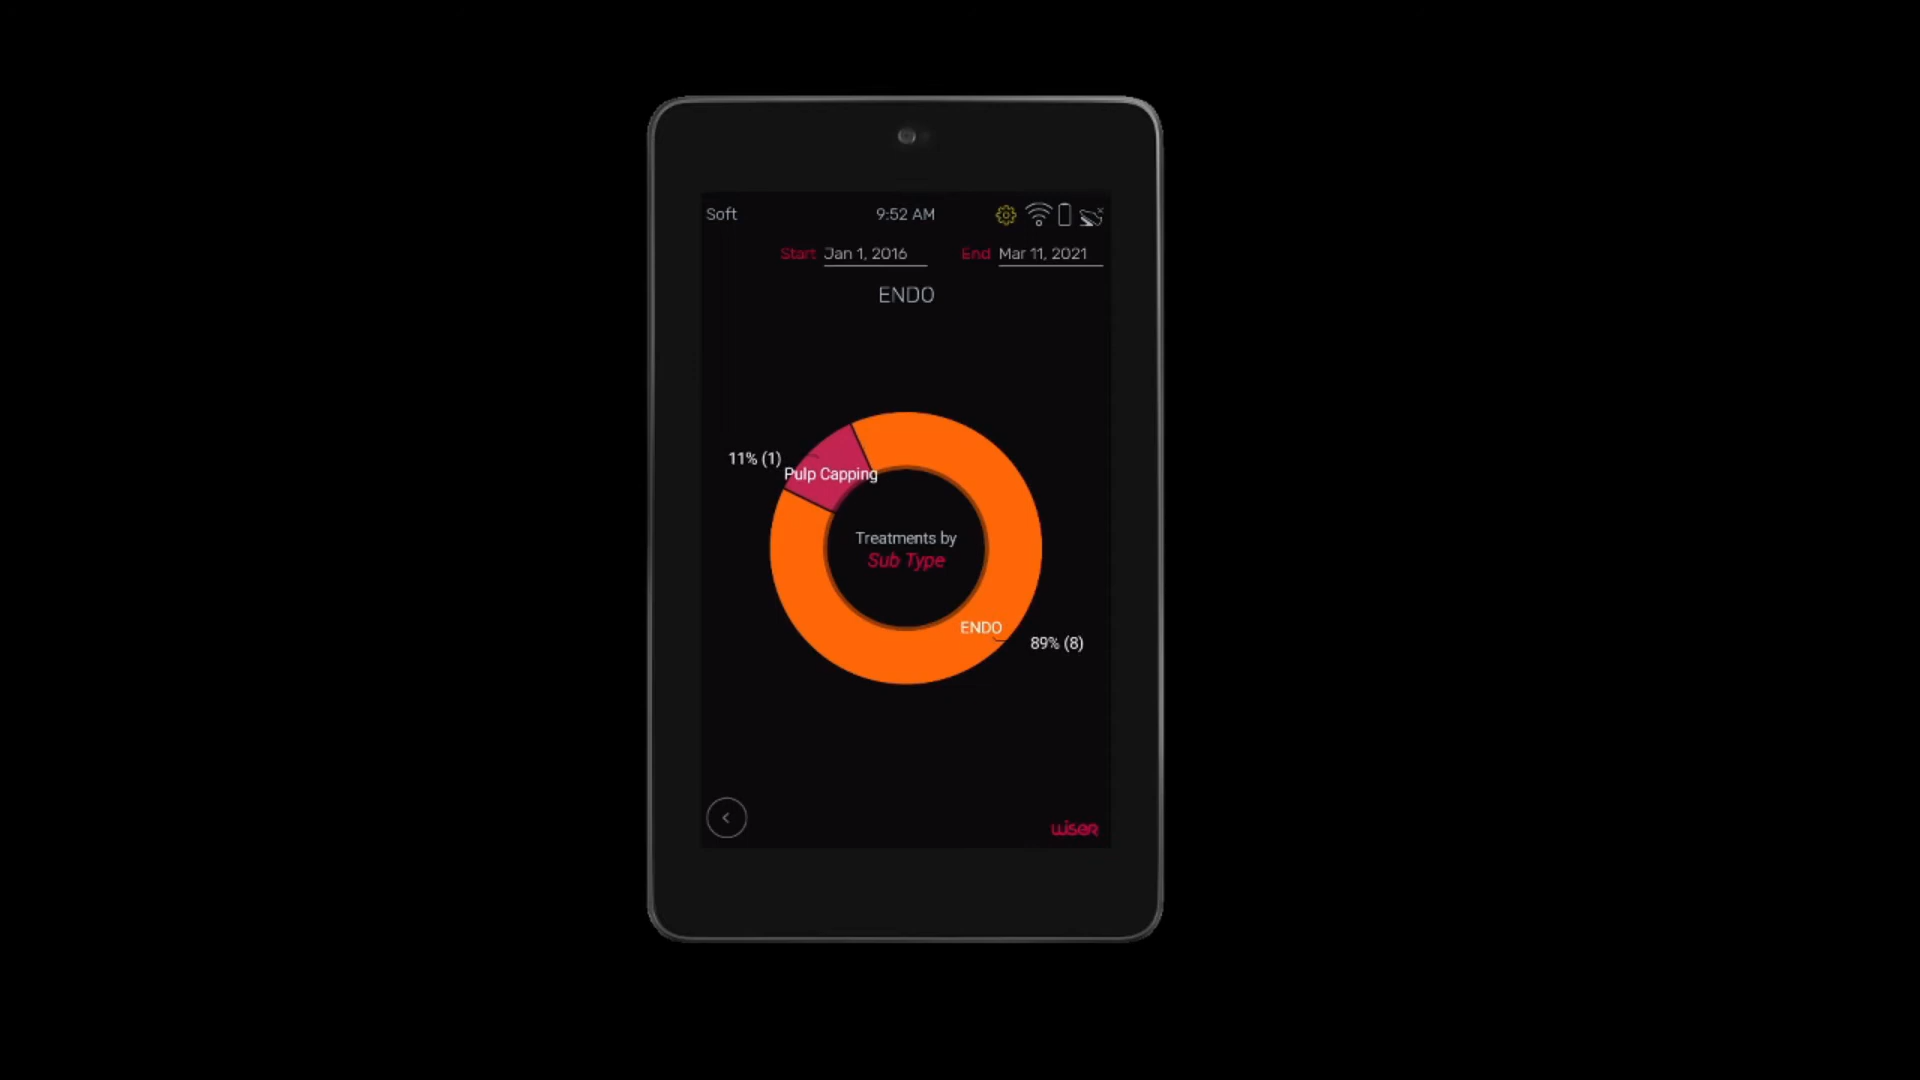 Soft 9:52 AM
Start Jan 1, 2016 End Mar 11, 2021
ENDO
11% (1)
Pulp Capping
Treatments by
Sub Type
ENDO
89% (8)
wiser